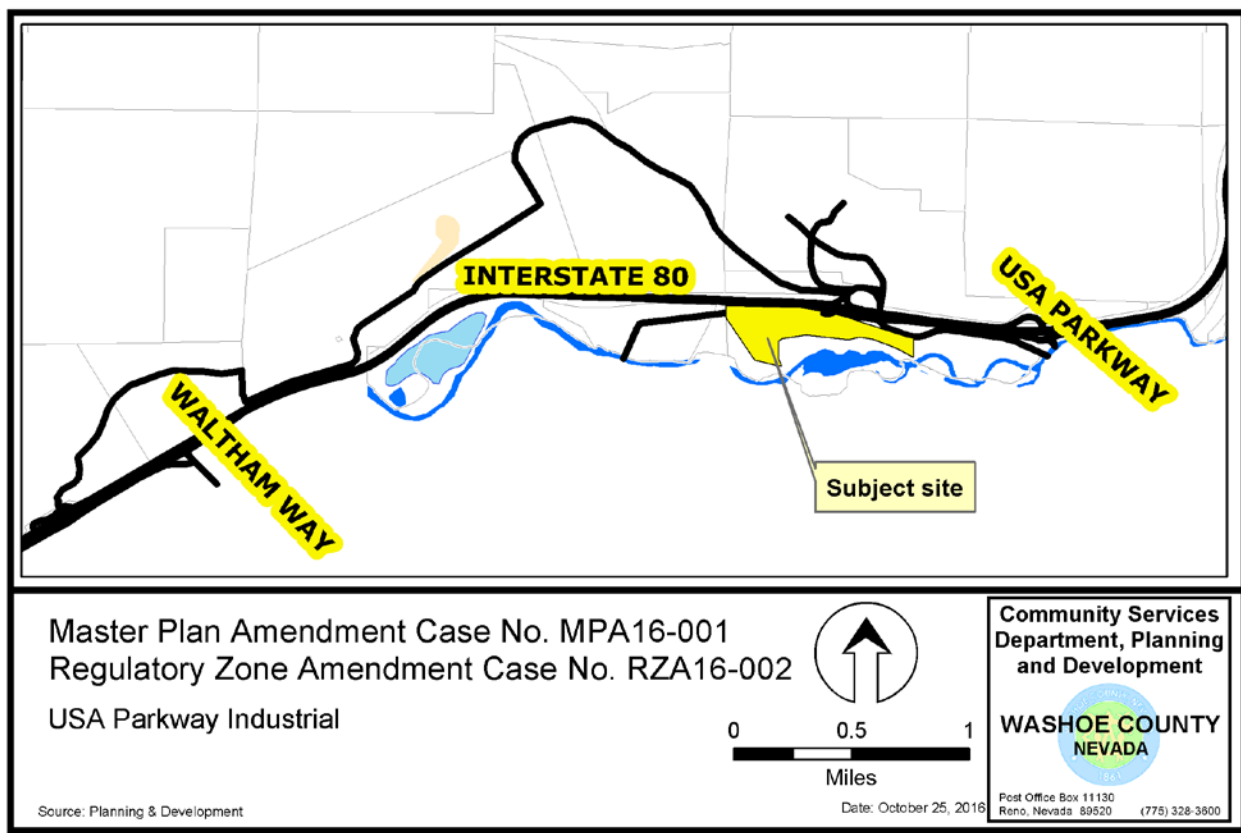 INTERSTATE 80
USA PARKWAY
WALTHAM WAY
Subject site
Master Plan Amendment Case No. MPA16-001
Regulatory Zone Amendment Case No. RZA16-002
USA Parkway Industrial
0 0.5 1
Miles
Source: Planning & Development
Date: October 25, 2016
Community Services
Department, Planning
and Development
WASHOE COUNTY
NEVADA
1861
Post Office Box 11130
Reno, Nevada 89520 (775) 328-3600